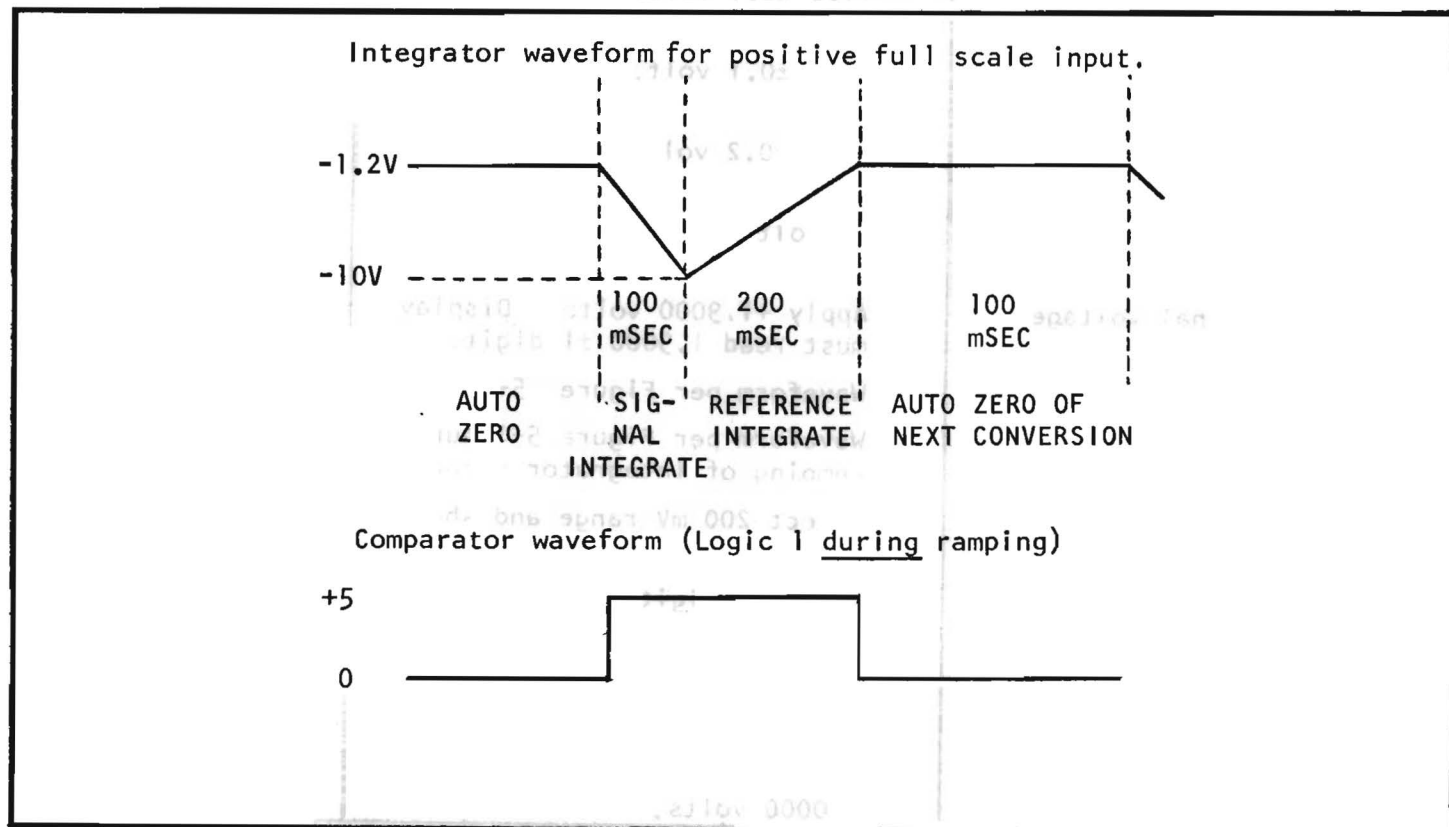 Integrator waveform for positive full scale input.
-1.2V
-10V
100 200 100
mSEC mSEC mSEC
AUTO SIG- REFERENCE AUTO ZERO OF
ZERO NAL INTEGRATE NEXT CONVERSION
INTEGRATE
Comparator waveform (Logic 1 during ramping)
+5
0